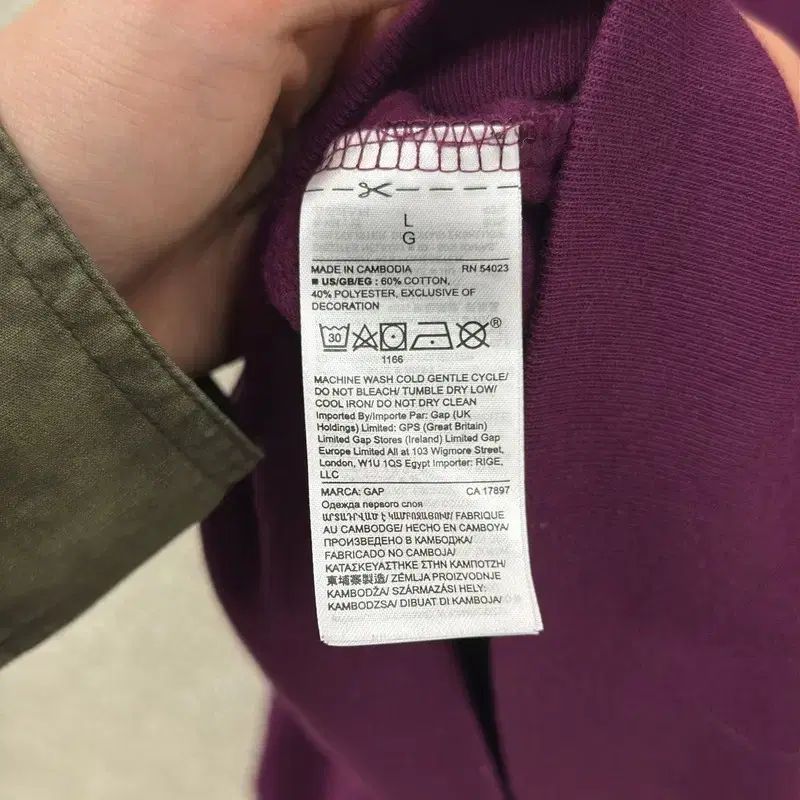 L
G
MADE IN CAMBODIA RN 54023
■ US/GB/EG : 60% COTTON,
40% POLYESTER, EXCLUSIVE OF
DECORATION
30 ®
1166
MACHINE WASH COLD GENTLE CYCLE/
DO NOT BLEACH/ TUMBLE DRY LOW/
COOL IRON/ DO NOT DRY CLEAN
Imported By/Importe Par: Gap (UK
Holdings) Limited: GPS (Great Britain)
Limited Gap Stores (Ireland) Limited Gap
Europe Limited All at 103 Wigmore Street,
London, W1U 1QS Egypt Importer: RIGE,
LLC
MARCA: GAP CA 17897
Одежда первого слоя
ԱՐՏԱԴՐՎԱԾ Է ԿԱՄԲՈՋԱՅՈՒՄ/ FABRIQUE
AU CAMBODGE/ HECHO EN CAMBOYA/
ПРОИЗВЕДЕНО В КАМБОДЖА/
FABRICADO NO CAMBOJA/
ΚΑΤΑΣΚΕΥΑΣΤΗΚΕ ΣΤΗΝ ΚΑΜΠΟΤΖΗ/
柬埔寨製造/ ZEMLJA PROIZVODNJE
KAMBODŽA/ SZÁRMAZÁSI HELY:
KAMBODZSA/ DIBUAT DI KAMBOJA/